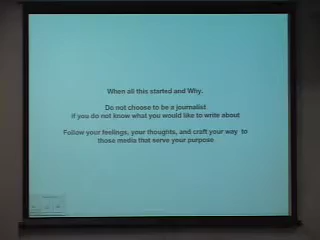 When all this started and Why.
Do not choose to be a journalist
if you do not know what you would like to write about
Follow your feelings, your thoughts, and craft your way to
those media that serve your purpose